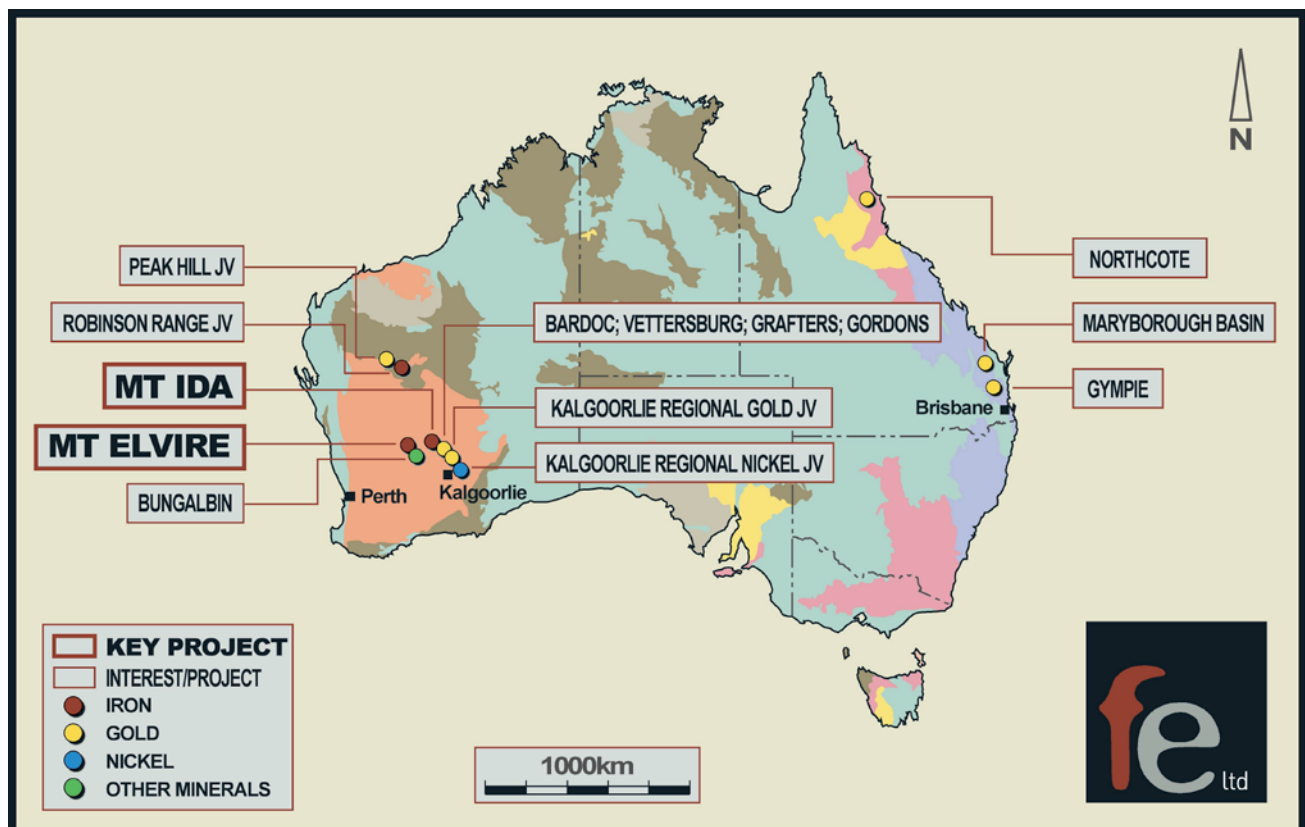 N
PEAK HILL JV
NORTHCOTE
ROBINSON RANGE JV
BARDOC; VETTERSBURG; GRAFTERS; GORDONS
MARYBOROUGH BASIN
MT IDA
KALGOORLIE REGIONAL GOLD JV
GYMPIE
Brisbane
MT ELVIRE
KALGOORLIE REGIONAL NICKEL JV
BUNGALBIN
Perth
Kalgoorlie
KEY PROJECT
INTEREST/PROJECT
IRON
GOLD
NICKEL
OTHER MINERALS
1000km
fe ltd